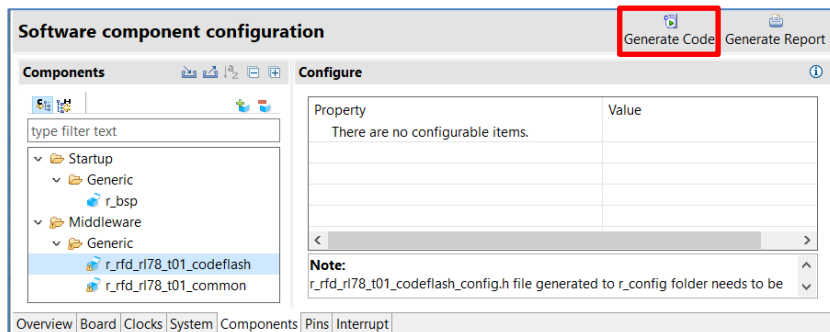 Software component configuration
Generate Code Generate Report
Components
Configure
type filter text
Startup
Generic
r_bsp
Middleware
Generic
r_rfd_rl78_t01_codeflash
r_rfd_rl78_t01_common
Property Value
There are no configurable items.
Note:
r_rfd_rl78_t01_codeflash_config.h file generated to r_config folder needs to be
Overview Board Clocks System Components Pins Interrupt